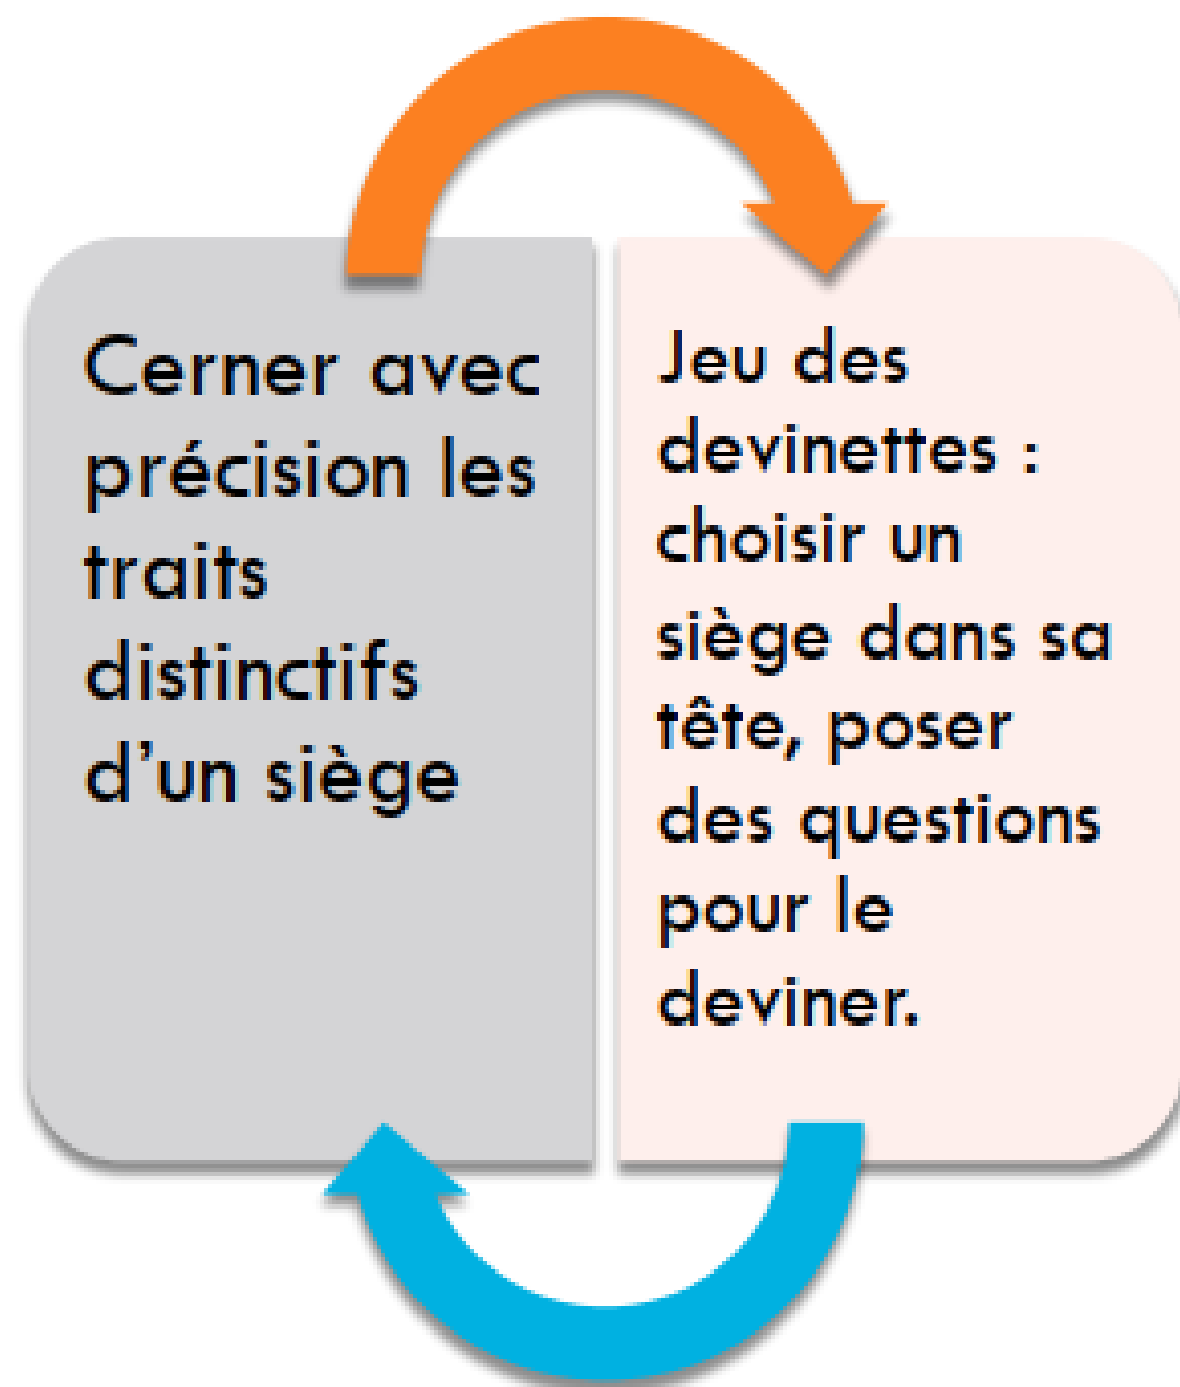 Cerner avec
précision les
traits
distinctifs
d’un siège
Jeu des
devinettes :
choisir un
siège dans sa
tête, poser
des questions
pour le
deviner.